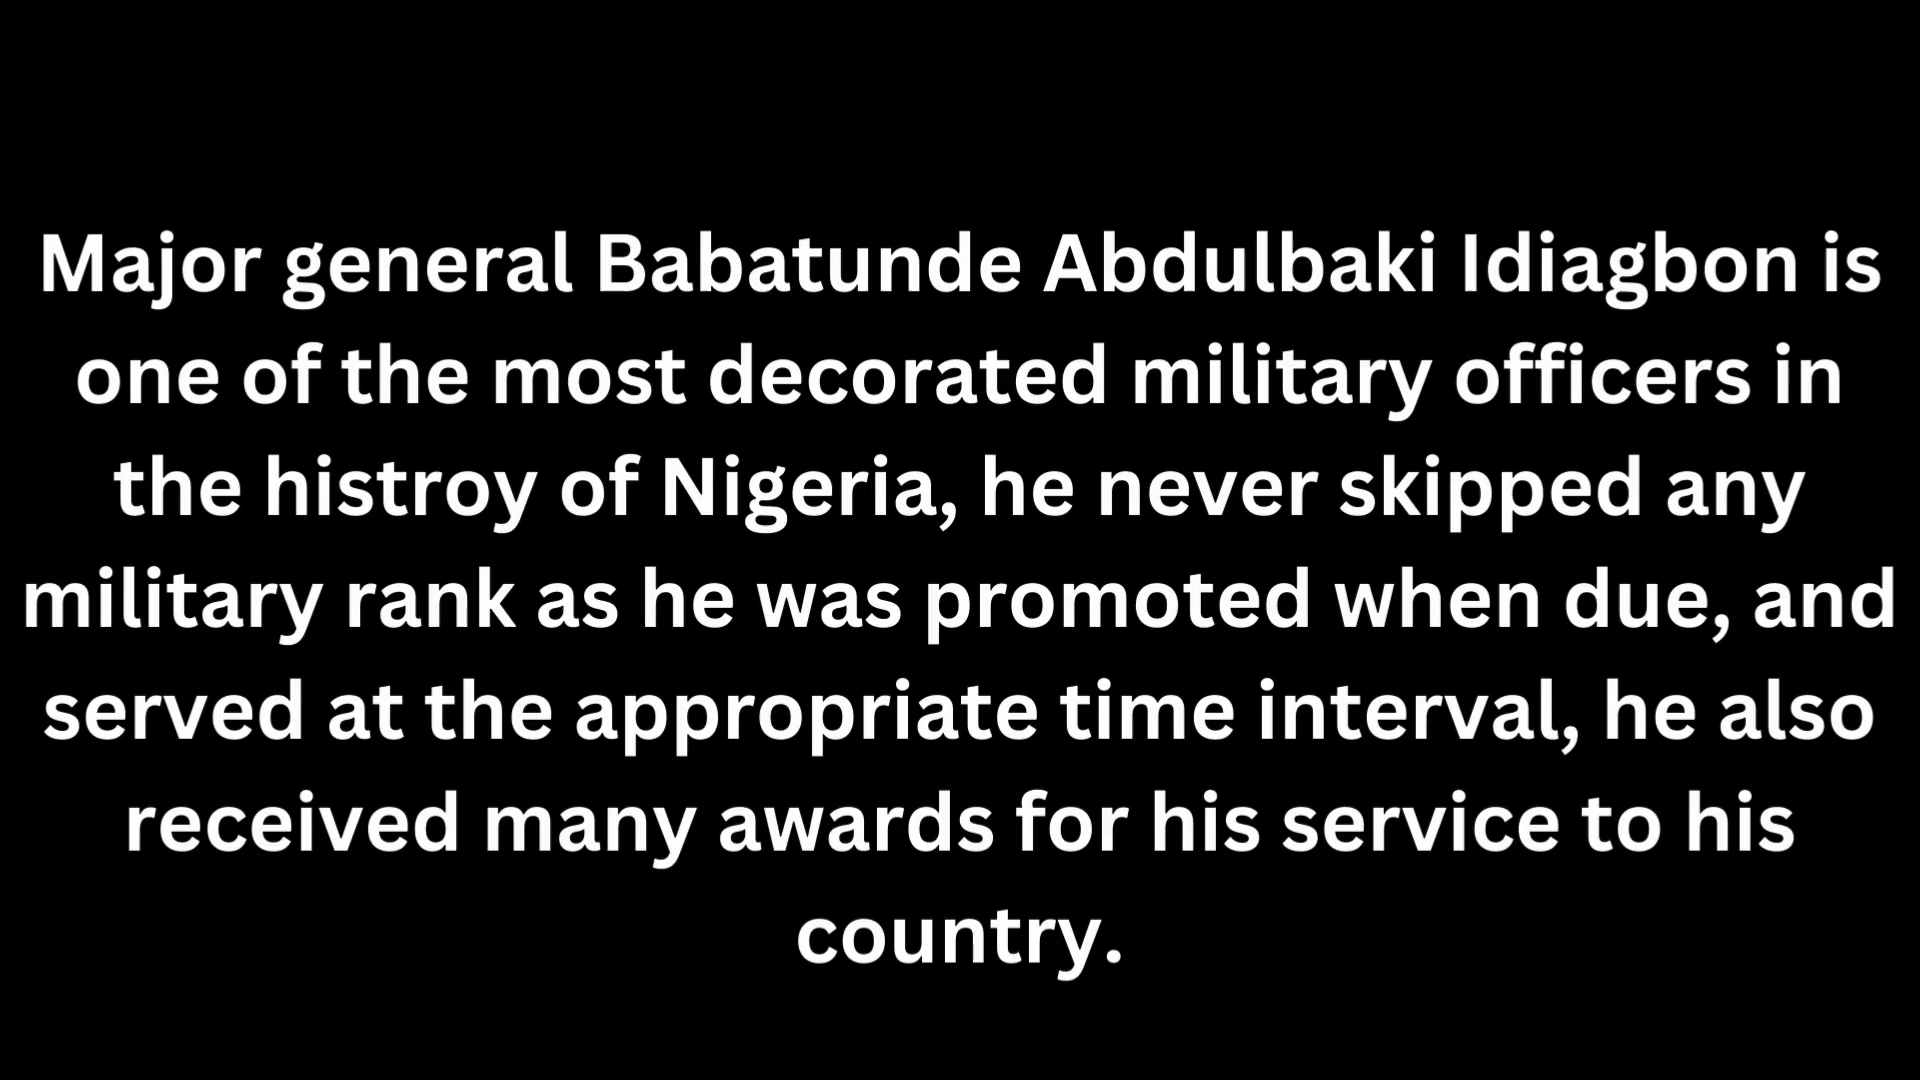 Major general Babatunde Abdulbaki Idiagbon is
one of the most decorated military officers in
the histroy of Nigeria, he never skipped any
military rank as he was promoted when due, and
served at the appropriate time interval, he also
received many awards for his service to his
country.